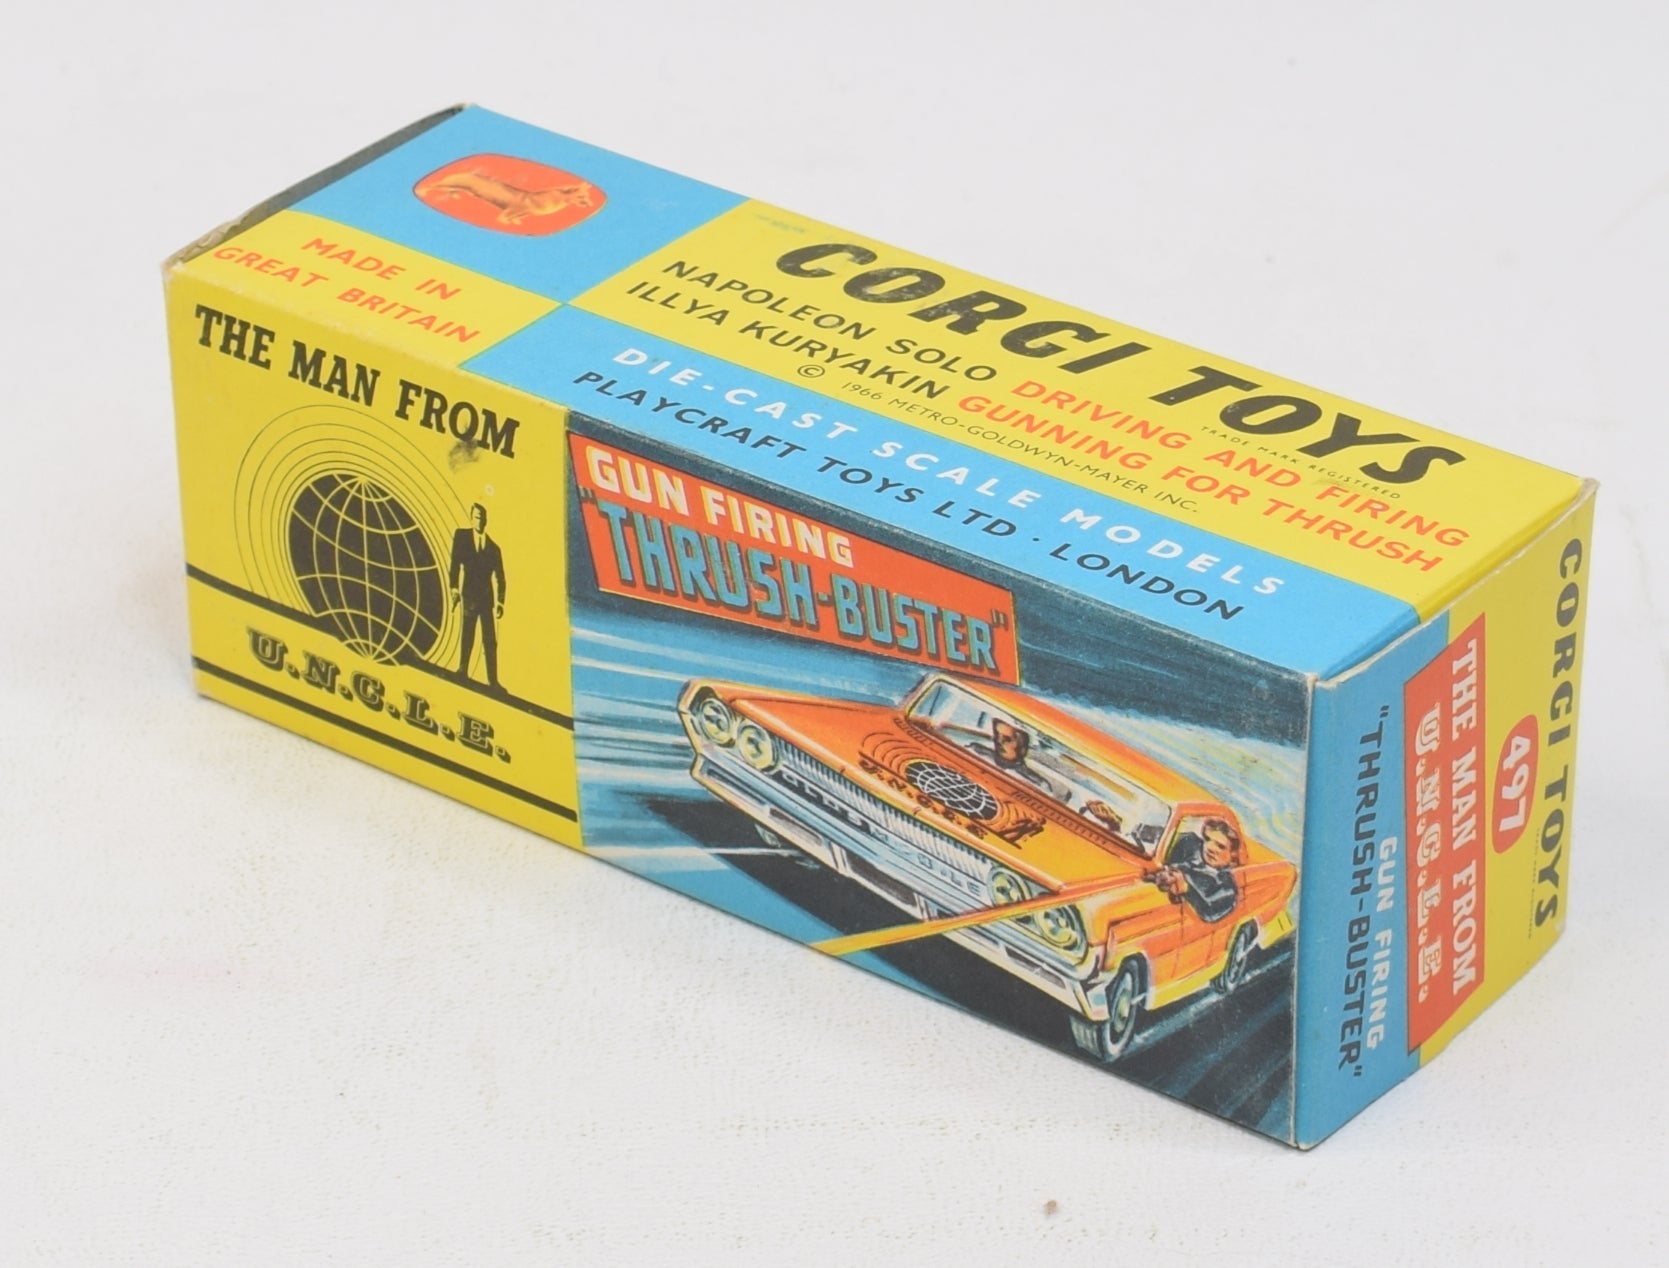 MADE IN
GREAT BRITAIN
CORGI TOYS
TRADE MARK REGISTERED
NAPOLEON SOLO DRIVING AND FIRING
ILLYA KURYAKIN GUNNING FOR THRUSH
© 1966 METRO-GOLDWYN-MAYER INC.
DIE-CAST SCALE MODELS
PLAYCRAFT TOYS LTD · LONDON
THE MAN FROM
U.N.C.L.E.
GUN FIRING
"THRUSH-BUSTER"
U.N.C.L.E
OLDSMOBILE
CORGI TOYS
497
THE MAN FROM
U.N.C.L.E.
GUN FIRING
"THRUSH-BUSTER"